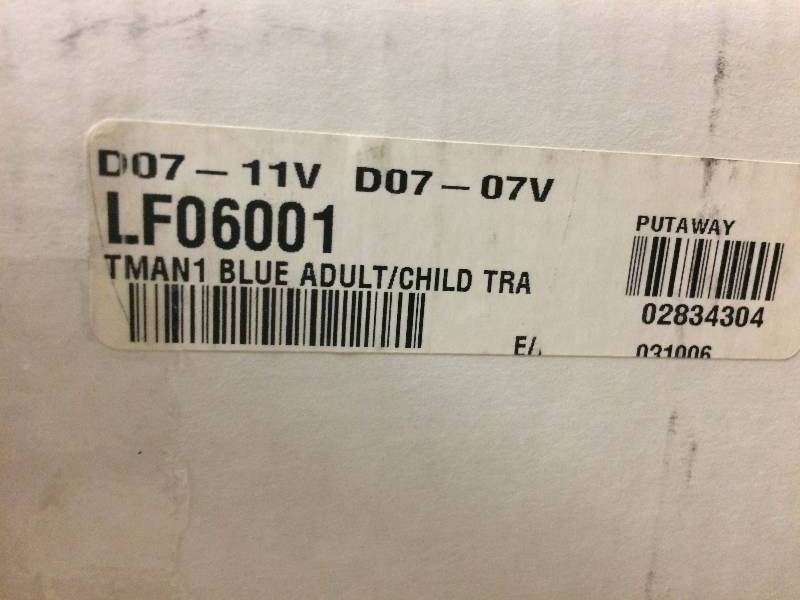 D07-11V D07-07V
LF06001
TMAN1 BLUE ADULT/CHILD TRA
PUTAWAY
02834304
031006